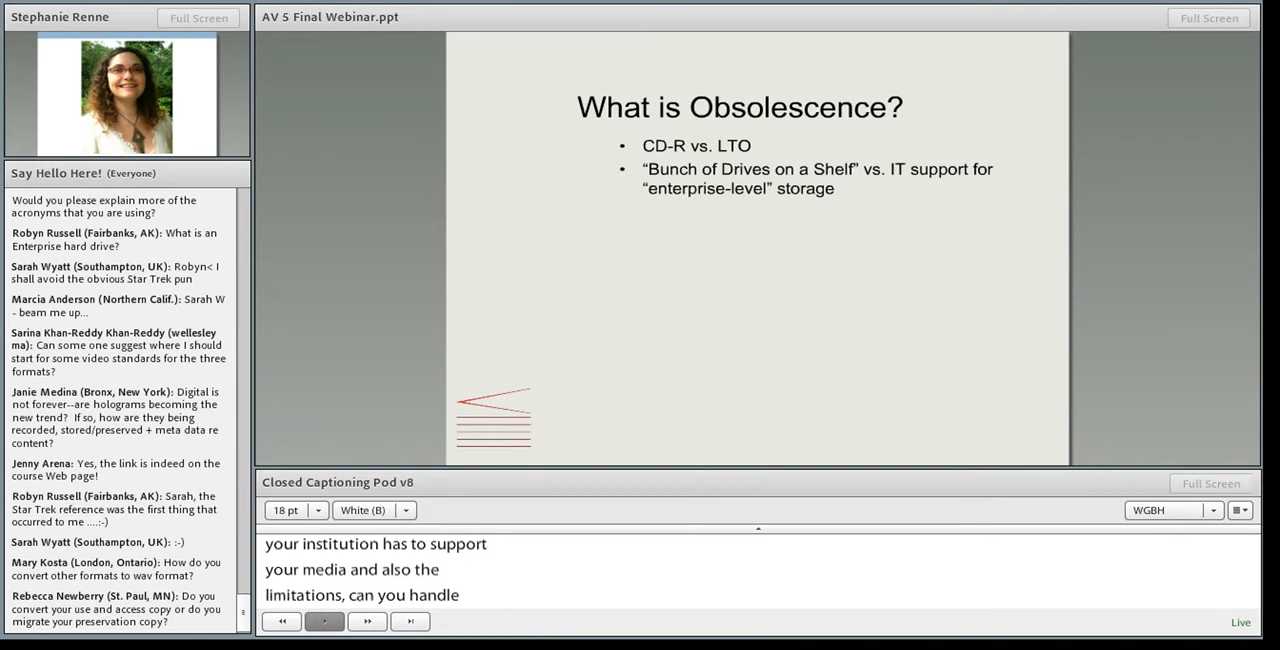 Stephanie Renne
Full Screen
AV 5 Final Webinar.ppt
Full Screen
What is Obsolescence?
• CD-R vs. LTO
• “Bunch of Drives on a Shelf” vs. IT support for
“enterprise-level” storage
Say Hello Here! (Everyone)
Would you please explain more of the
acronyms that you are using?
Robyn Russell (Fairbanks, AK): What is an
Enterprise hard drive?
Sarah Wyatt (Southampton, UK): Robyn< I
shall avoid the obvious Star Trek pun
Marcia Anderson (Northern Calif.): Sarah W
- beam me up...
Sarina Khan-Reddy Khan-Reddy (wellesley
ma): Can some one suggest where I should
start for some video standards for the three
formats?
Janie Medina (Bronx, New York): Digital is
not forever--are holograms becoming the
new trend? If so, how are they being
recorded, stored/preserved + meta data re
content?
Jenny Arena: Yes, the link is indeed on the
course Web page!
Robyn Russell (Fairbanks, AK): Sarah, the
Star Trek reference was the first thing that
occurred to me ....:-)
Sarah Wyatt (Southampton, UK): :-)
Mary Kosta (London, Ontario): How do you
convert other formats to wav format?
Rebecca Newberry (St. Paul, MN): Do you
convert your use and access copy or do you
migrate your preservation copy?
Closed Captioning Pod v8
Full Screen
18 pt
White (B)
WGBH
your institution has to support
your media and also the
limitations, can you handle
Live